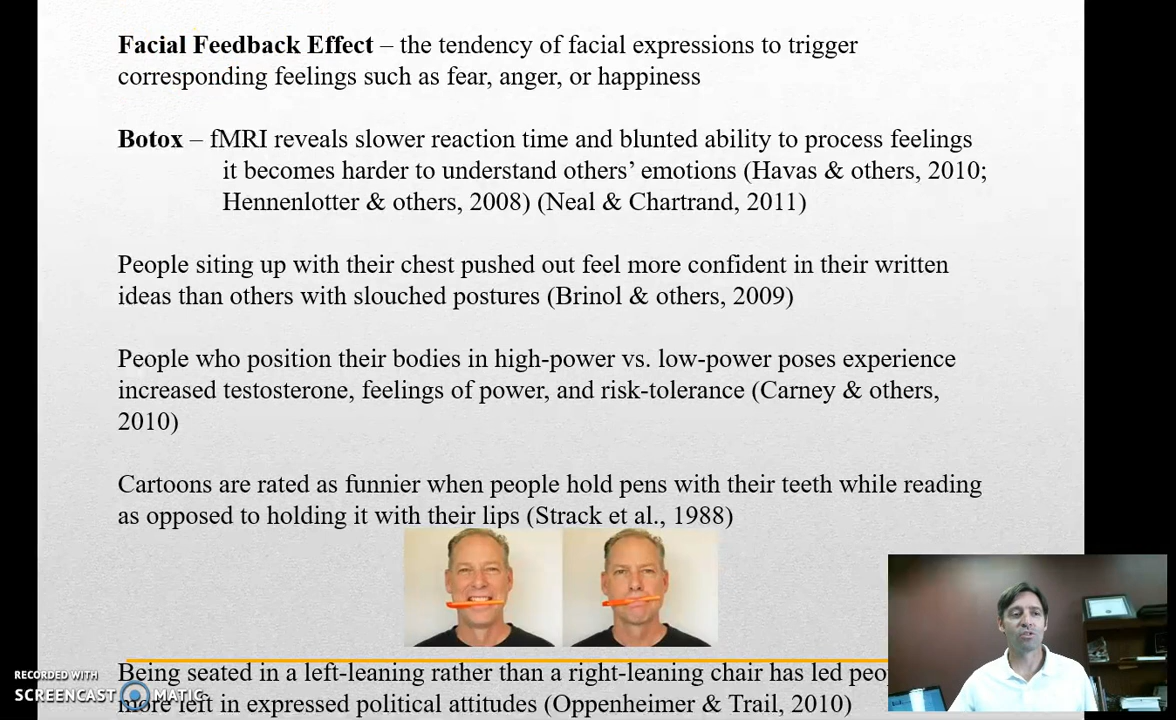 Facial Feedback Effect – the tendency of facial expressions to trigger
corresponding feelings such as fear, anger, or happiness
Botox – fMRI reveals slower reaction time and blunted ability to process feelings
it becomes harder to understand others' emotions (Havas & others, 2010;
Hennenlotter & others, 2008) (Neal & Chartrand, 2011)
People siting up with their chest pushed out feel more confident in their written
ideas than others with slouched postures (Brinol & others, 2009)
People who position their bodies in high-power vs. low-power poses experience
increased testosterone, feelings of power, and risk-tolerance (Carney & others,
2010)
Cartoons are rated as funnier when people hold pens with their teeth while reading
as opposed to holding it with their lips (Strack et al., 1988)
Being seated in a left-leaning rather than a right-leaning chair has led
more left in expressed political attitudes (Oppenheimer & Trail, 2010)
RECORDED WITH
SCREENCAST MATIC